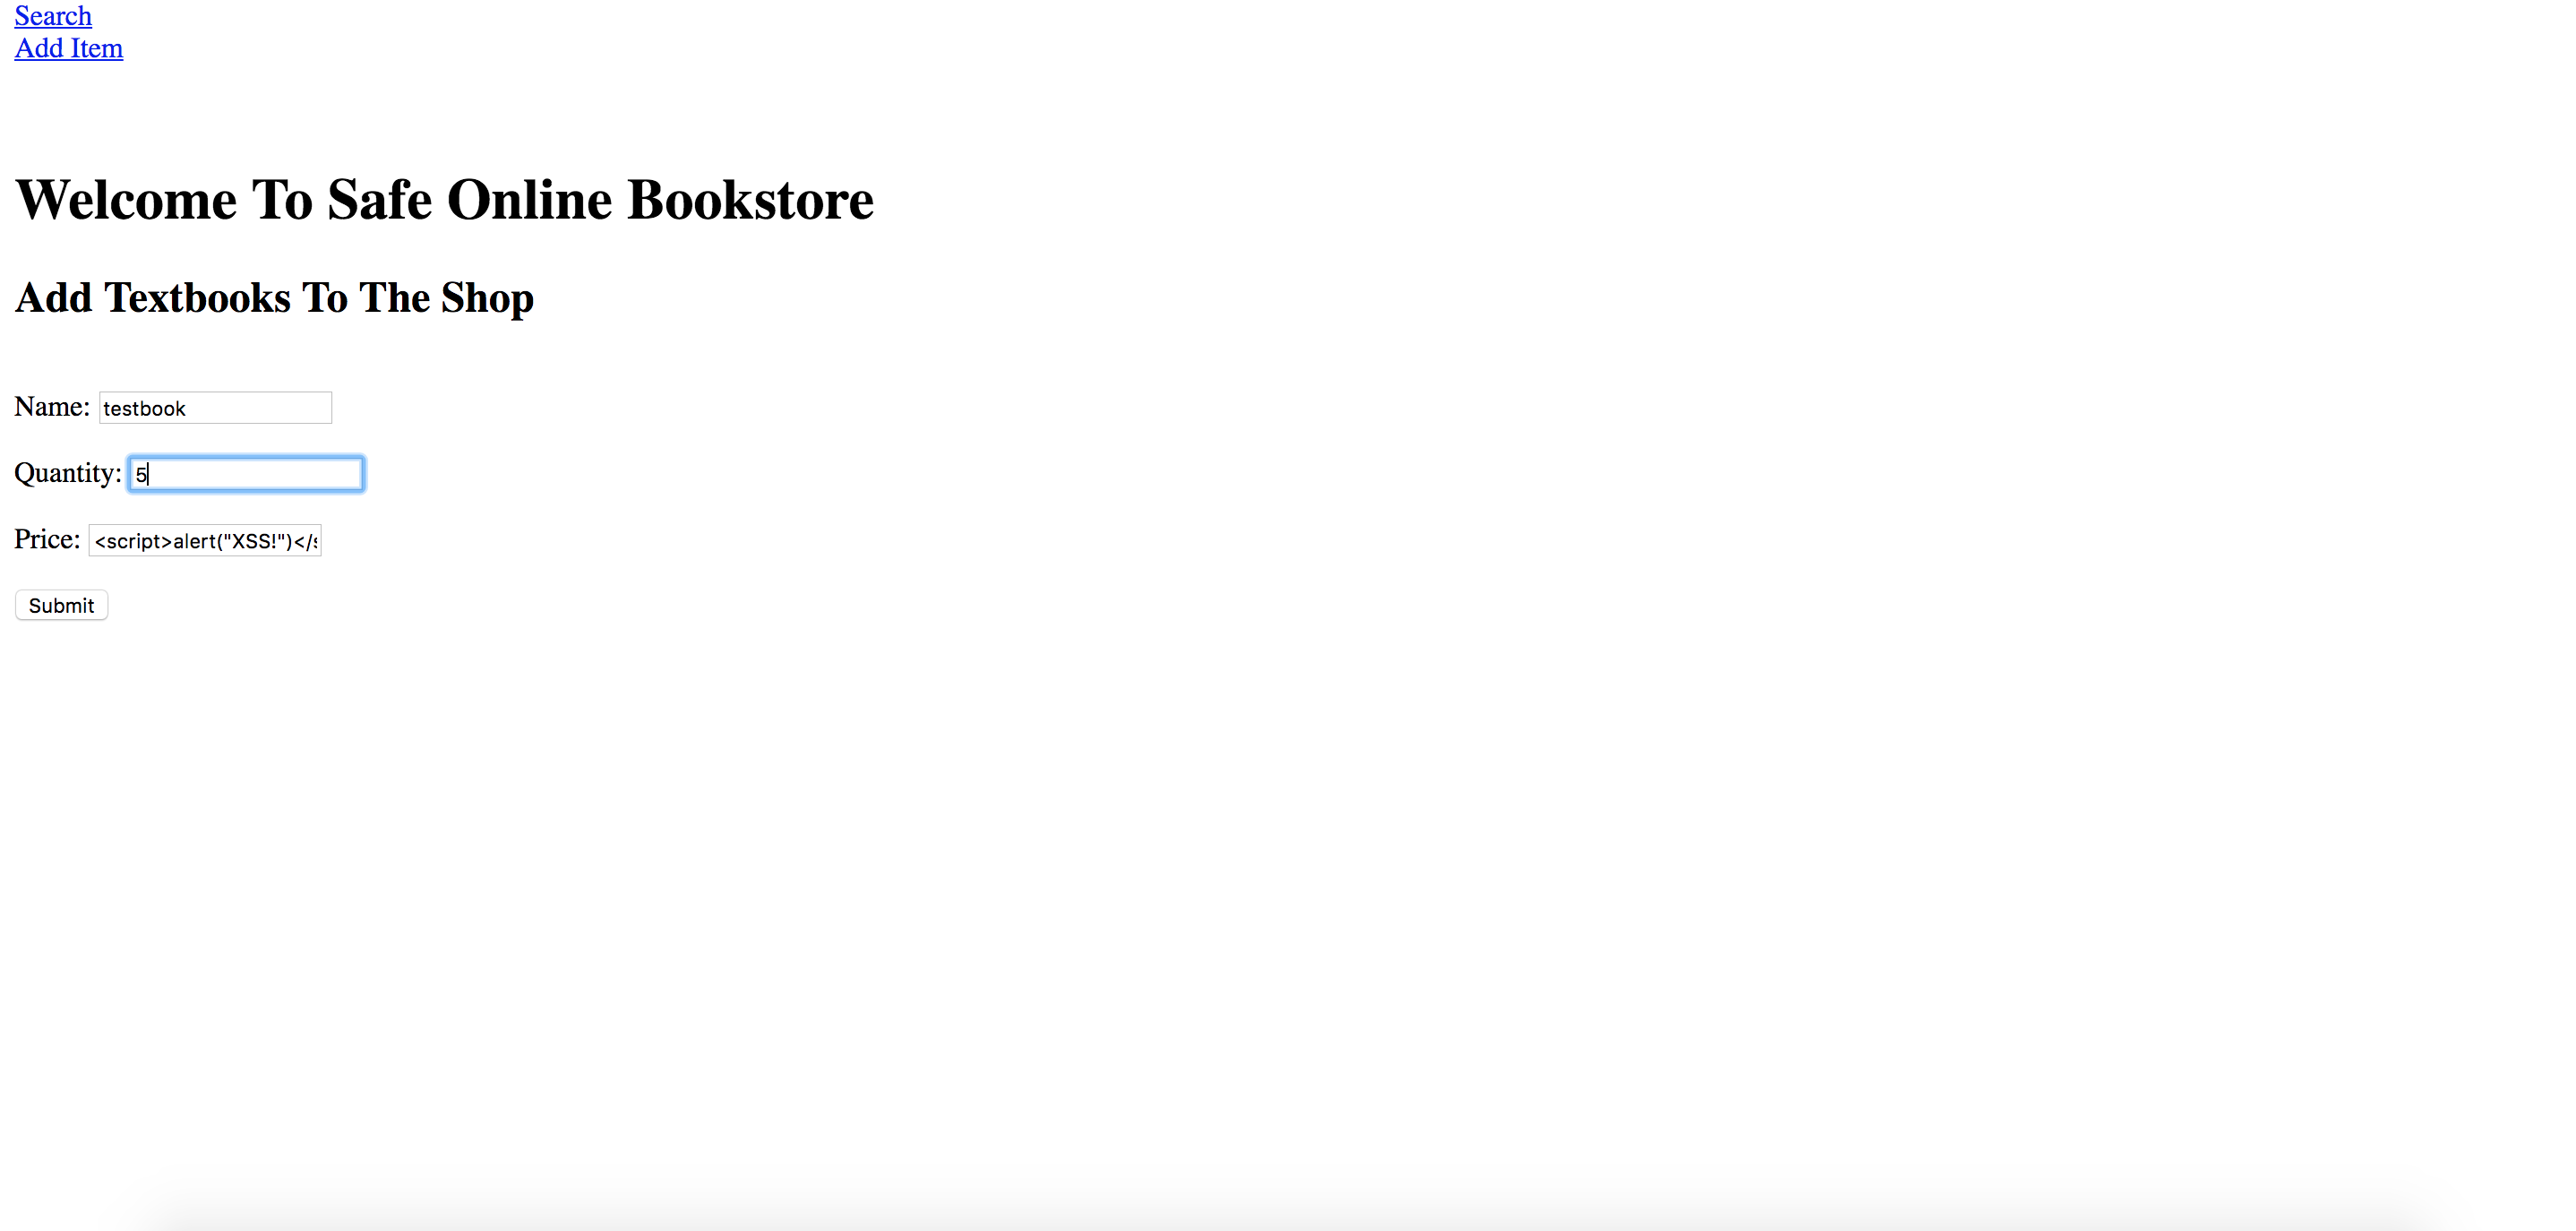 Search
Add Item
Welcome To Safe Online Bookstore
Add Textbooks To The Shop
Name: testbook
Quantity: 5
Price: <script>alert("XSS!")</s
Submit